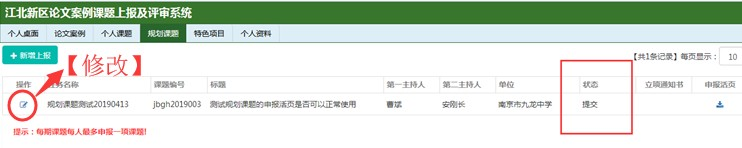 江北新区论文案例课题上报及评审系统
个人桌面 论文案例 个人课题 规划课题 特色项目 个人资料
+ 新增上报 【修改】 【共1条记录】每页显示： 10
操作 任务名称 课题编号 标题 第一主持人 第二主持人 单位 状态 立项通知书 申报活页
规划课题测试20190413 jbgh2019003 测试规划课题的申报活页是否可以正常使用 曹斌 安刚长 南京市九龙中学 提交
提示：每期课题每人最多申报一项课题!